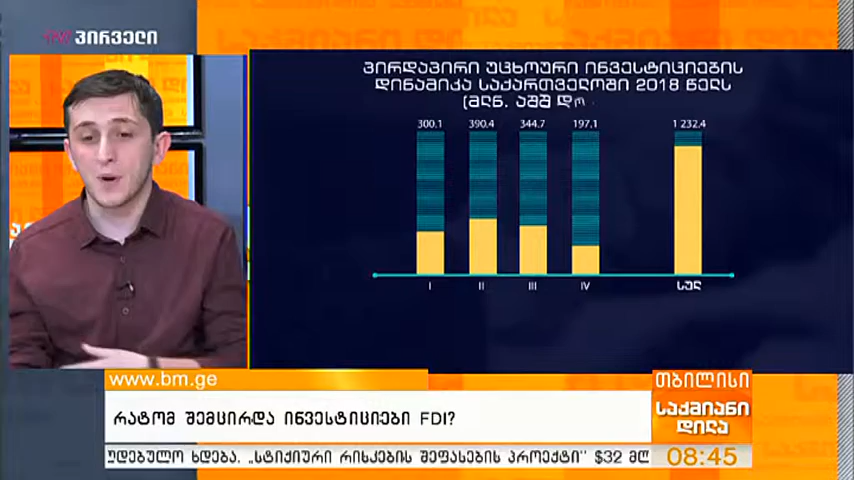 პირველი
პირდაპირი უცხოური ინვესტიციების
დინამიკა საქართველოში 2018 წელს
(მლნ. აშშ
300.1 390.4 344.7 197.1 1 232.4
I II III IV სულ
www.bm.ge
რატომ შემცირდა ინვესტიციები FDI?
თბილისი
საქმიანი
დილა
ხდება. „სტიქიური რისკების შეფასების პროექტი" $32
08:45